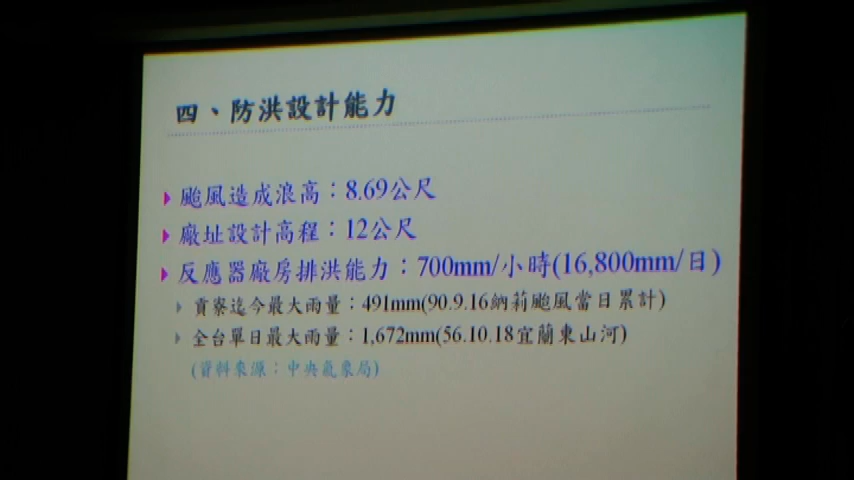 四、防洪設計能力
颱風造成浪高：8.69公尺
廠址設計高程：12公尺
反應器廠房排洪能力：700mm/小時(16,800mm/日)
貢寮迄今最大雨量：491mm(90.9.16納莉颱風當日累計)
全台單日最大雨量：1,672mm(56.10.18宜蘭東山河)
(資料來源：中央氣象局)